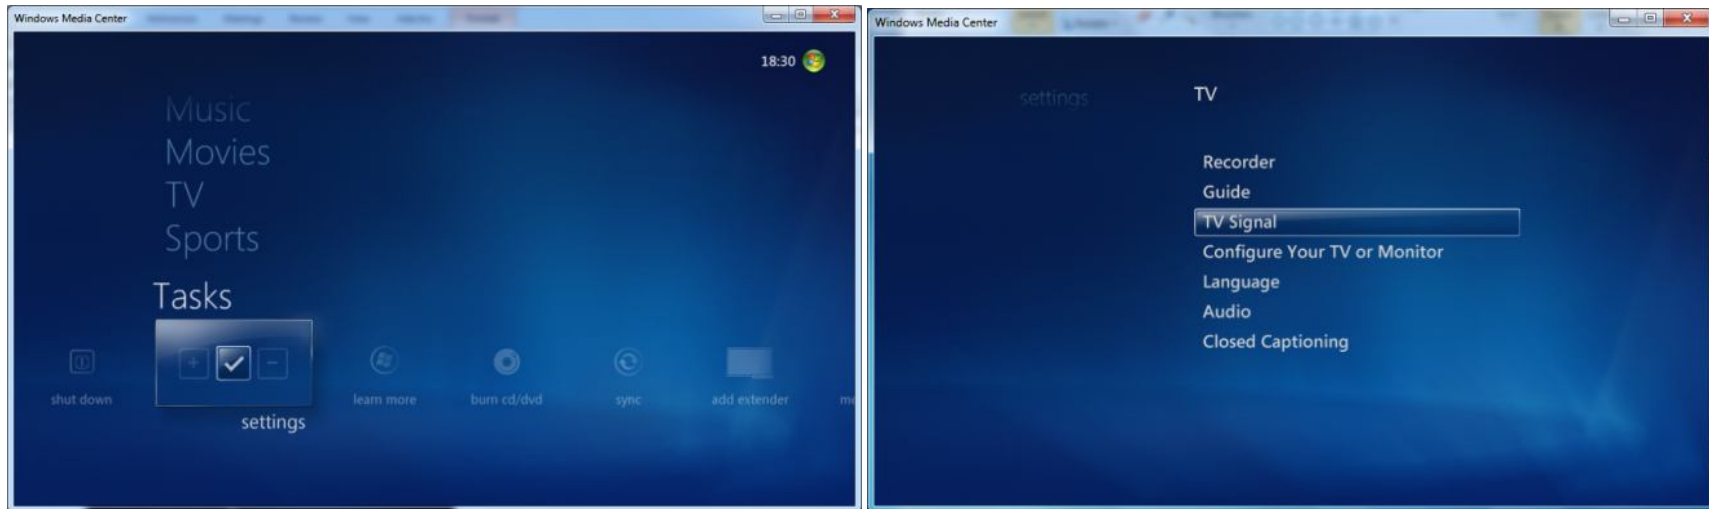 Windows Media Center
18:30
Music
Movies
TV
Sports
Tasks
shut down
learn more
burn cd/dvd
sync
add extender
settings
Windows Media Center
settings
TV
Recorder
Guide
TV Signal
Configure Your TV or Monitor
Language
Audio
Closed Captioning